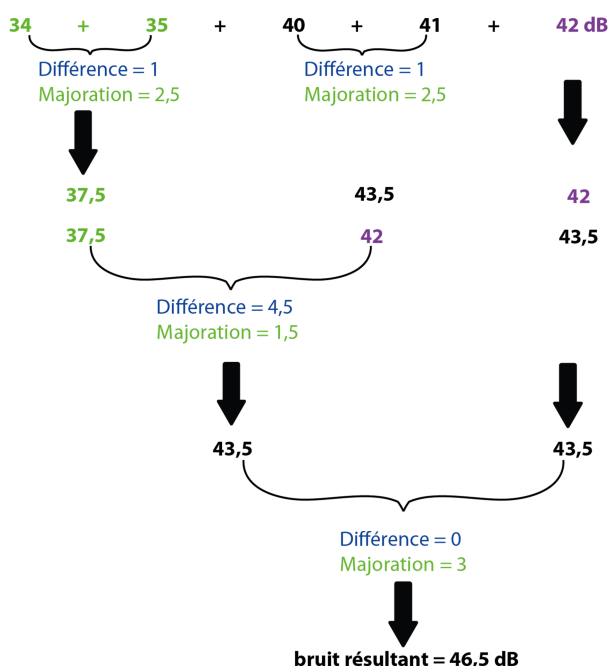 34 + 35 + 40 + 41 + 42 dB
Différence = 1 Différence = 1
Majoration = 2,5 Majoration = 2,5
37,5 43,5 42
37,5 42 43,5
Différence = 4,5
Majoration = 1,5
43,5 43,5
Différence = 0
Majoration = 3
bruit résultant = 46,5 dB